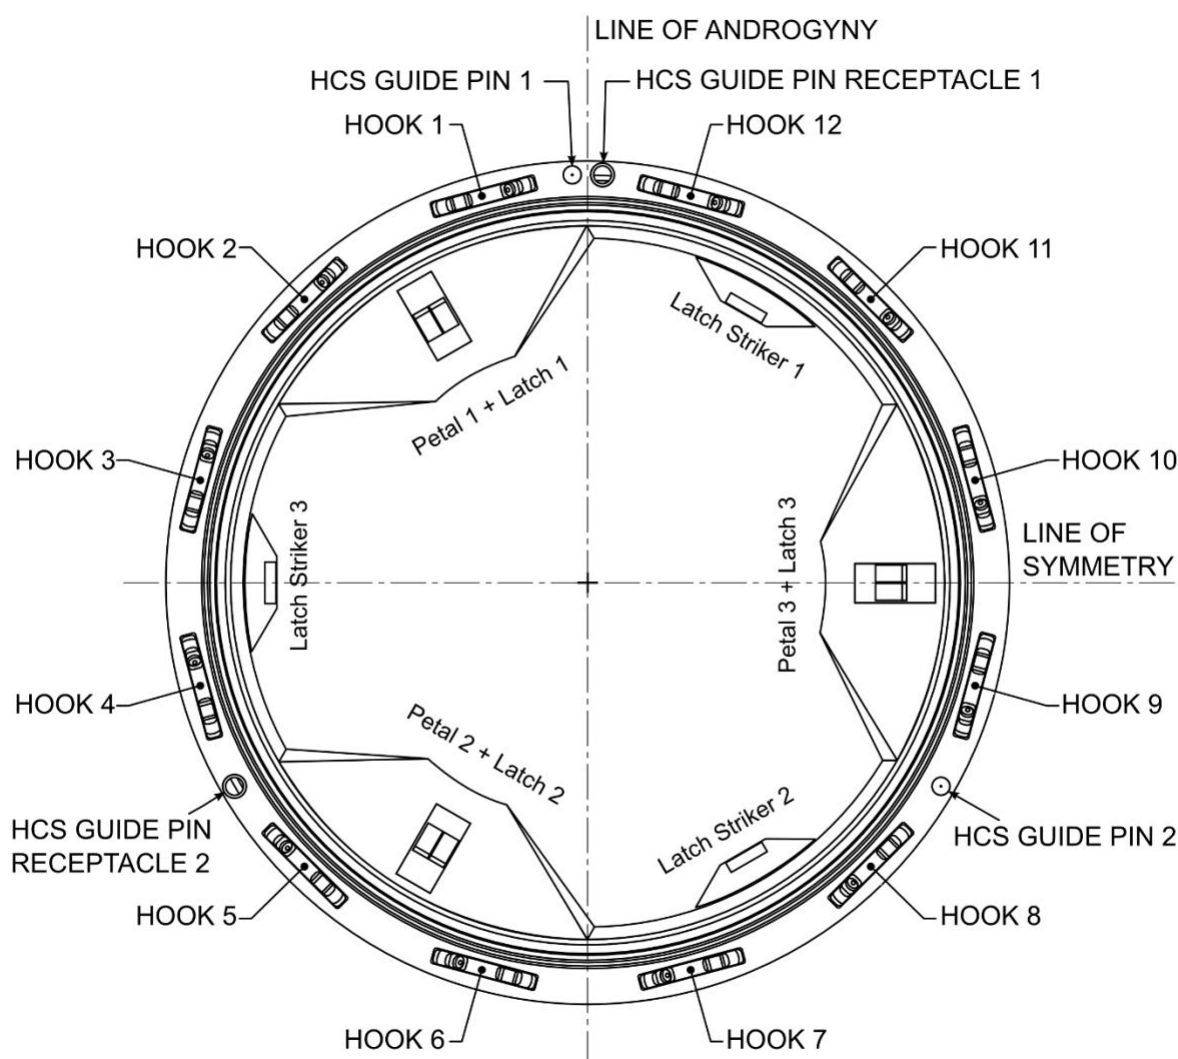 LINE OF ANDROGYNY
HCS GUIDE PIN 1
HCS GUIDE PIN RECEPTACLE 1
HOOK 1
HOOK 12
HOOK 2
HOOK 11
Latch Striker 1
Petal 1 + Latch 1
HOOK 3
HOOK 10
Latch Striker 3
Petal 3 + Latch 3
LINE OF
SYMMETRY
HOOK 4
HOOK 9
Petal 2 + Latch 2
Latch Striker 2
HCS GUIDE PIN
RECEPTACLE 2
HCS GUIDE PIN 2
HOOK 5
HOOK 8
HOOK 6
HOOK 7